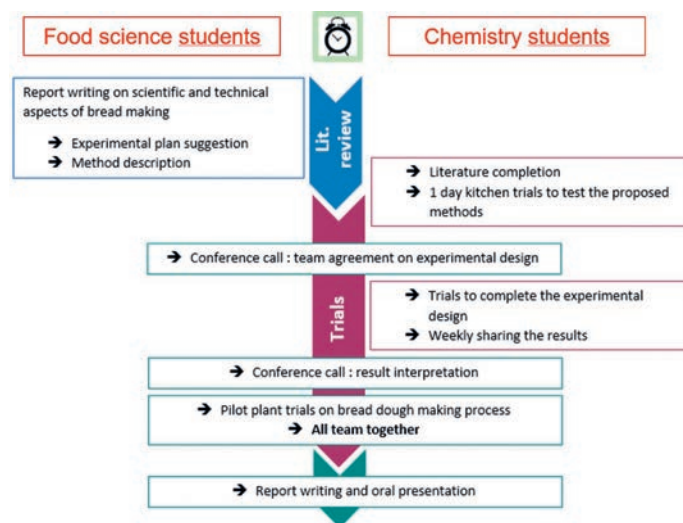 Food science students
Chemistry students
Report writing on scientific and technical
aspects of bread making
➔ Experimental plan suggestion
➔ Method description
Lit.
review
➔ Literature completion
➔ 1 day kitchen trials to test the proposed
methods
➔ Conference call : team agreement on experimental design
Trials
➔ Trials to complete the experimental
design
➔ Weekly sharing the results
➔ Conference call : result interpretation
➔ Pilot plant trials on bread dough making process
➔ All team together
➔ Report writing and oral presentation